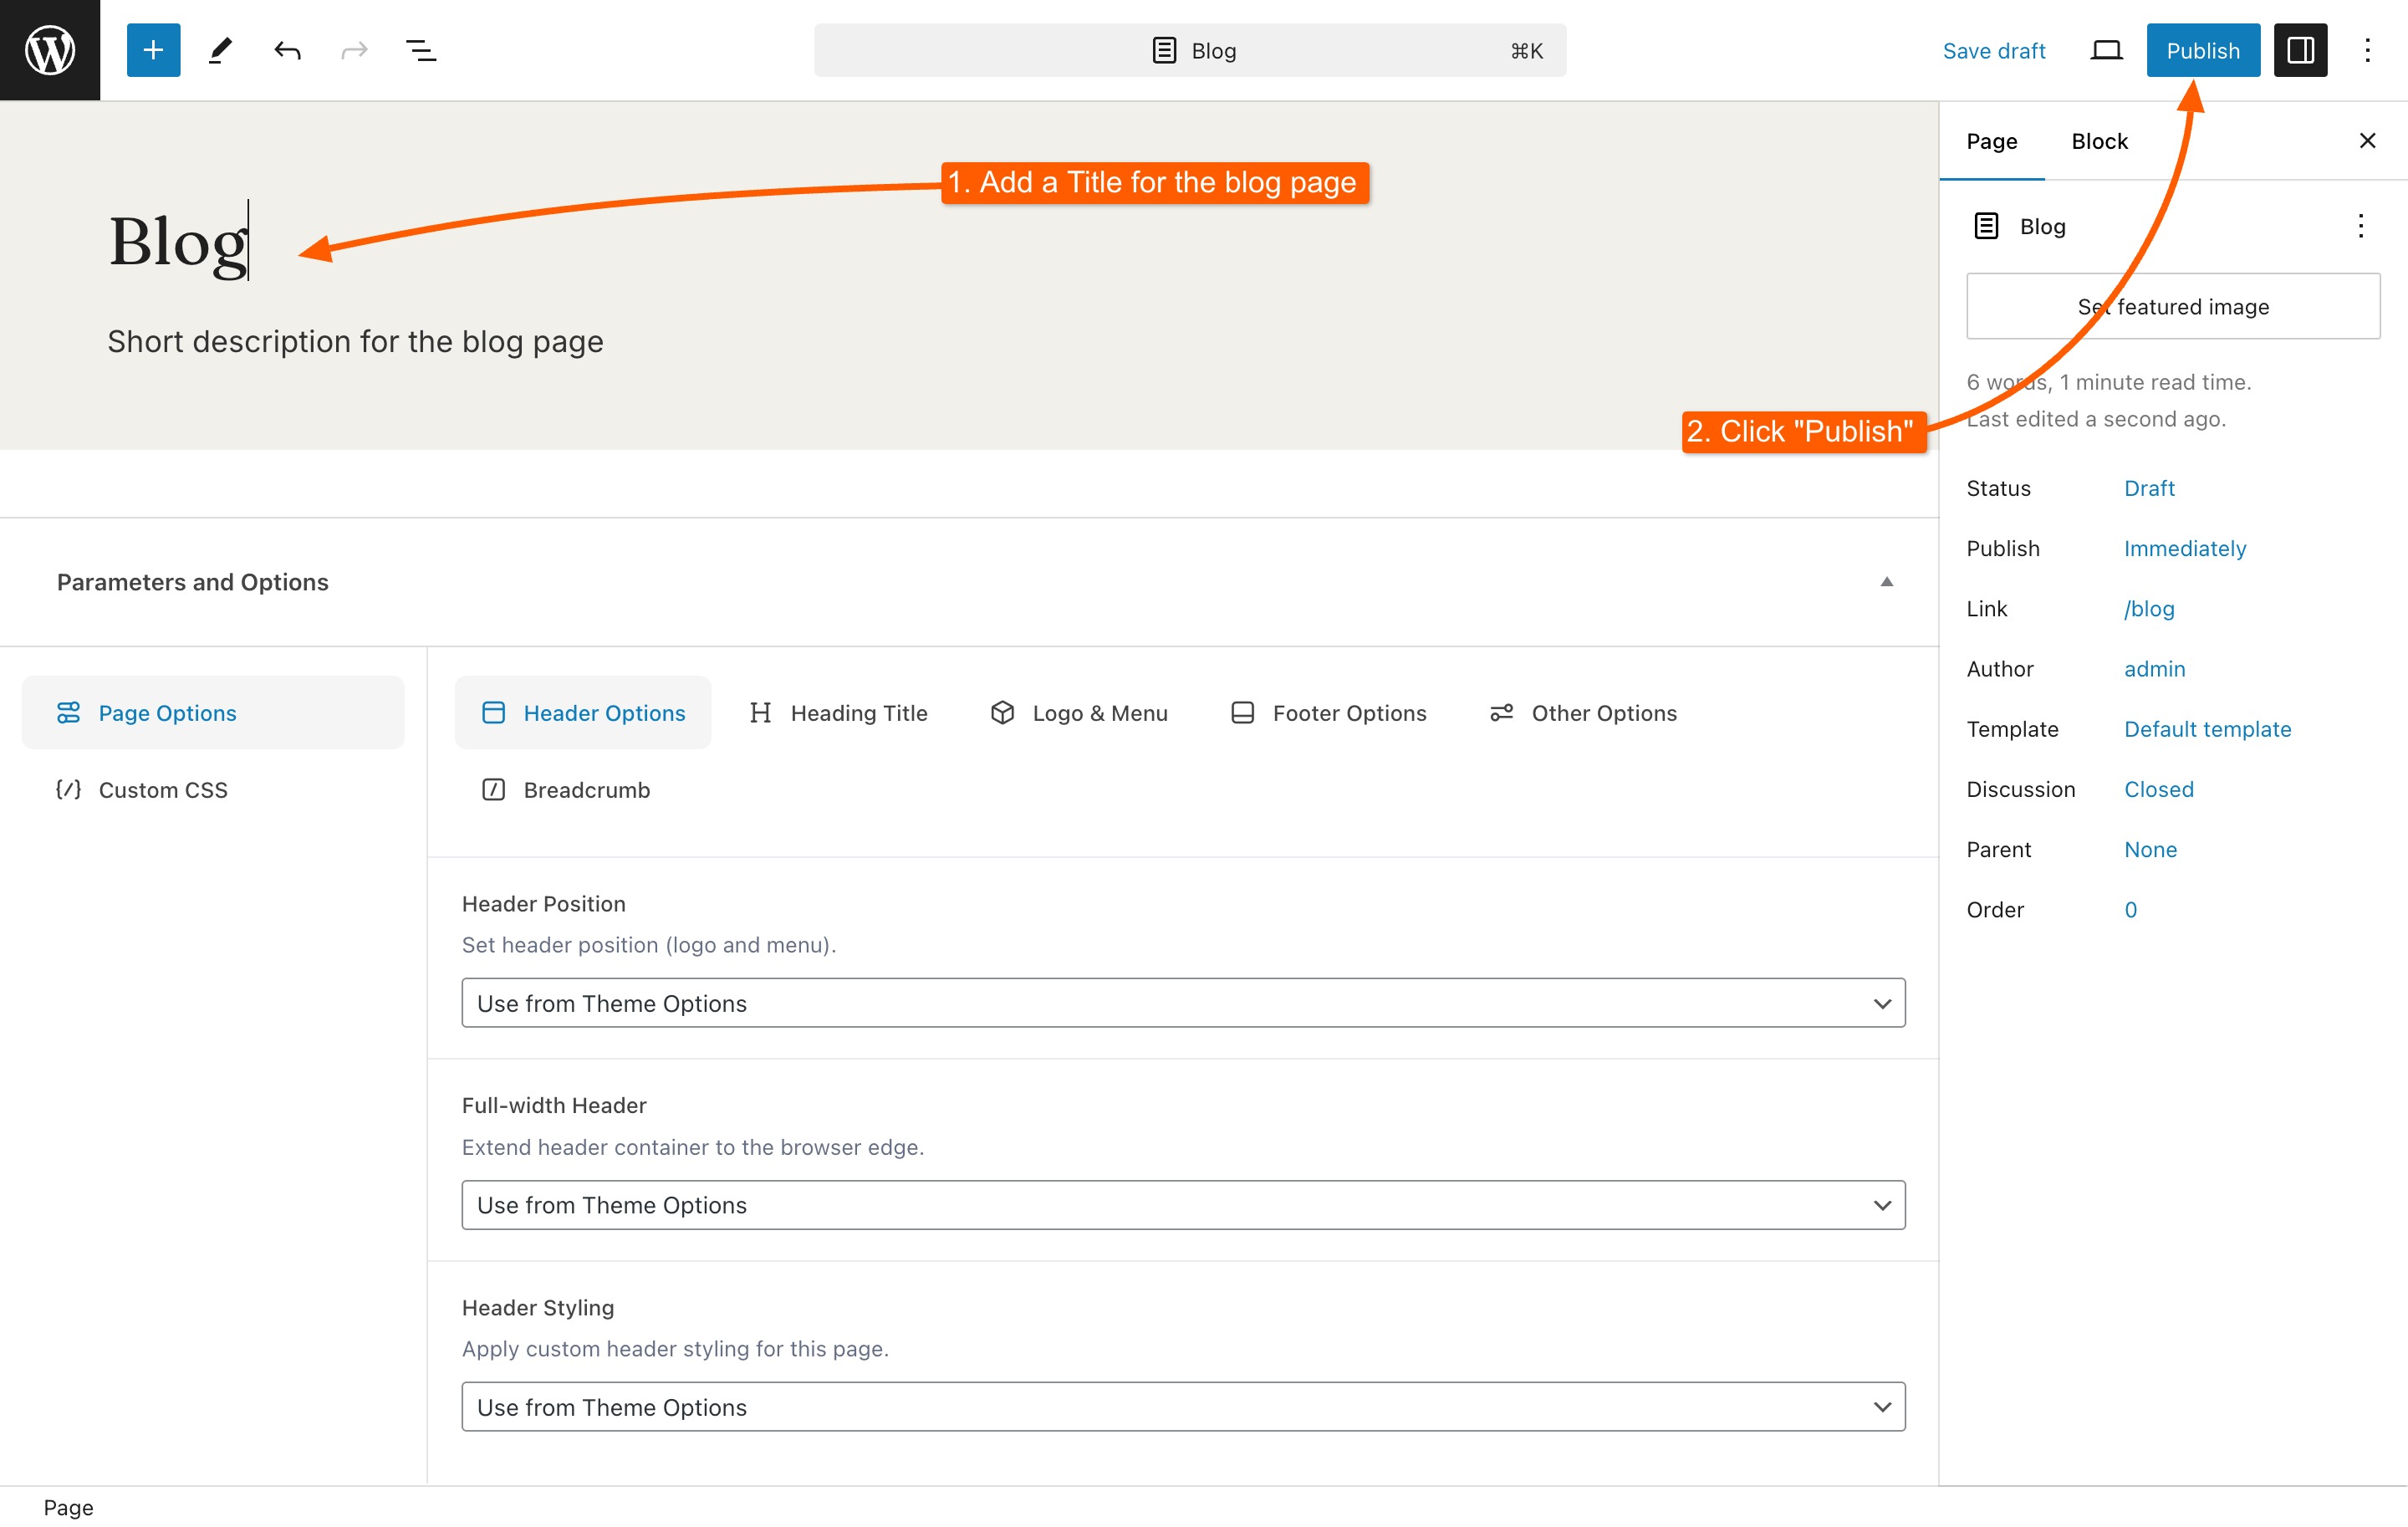 Blog ⌘K Save draft Publish
1. Add a Title for the blog page
Blog
Short description for the blog page
2. Click "Publish"
Parameters and Options
Page Options
Custom CSS
Header Options Heading Title Logo & Menu Footer Options Other Options
Breadcrumb
Header Position
Set header position (logo and menu).
Use from Theme Options
Full-width Header
Extend header container to the browser edge.
Use from Theme Options
Header Styling
Apply custom header styling for this page.
Use from Theme Options
Page Block
Blog
Set featured image
6 words, 1 minute read time.
Last edited a second ago.
Status Draft
Publish Immediately
Link /blog
Author admin
Template Default template
Discussion Closed
Parent None
Order 0
Page